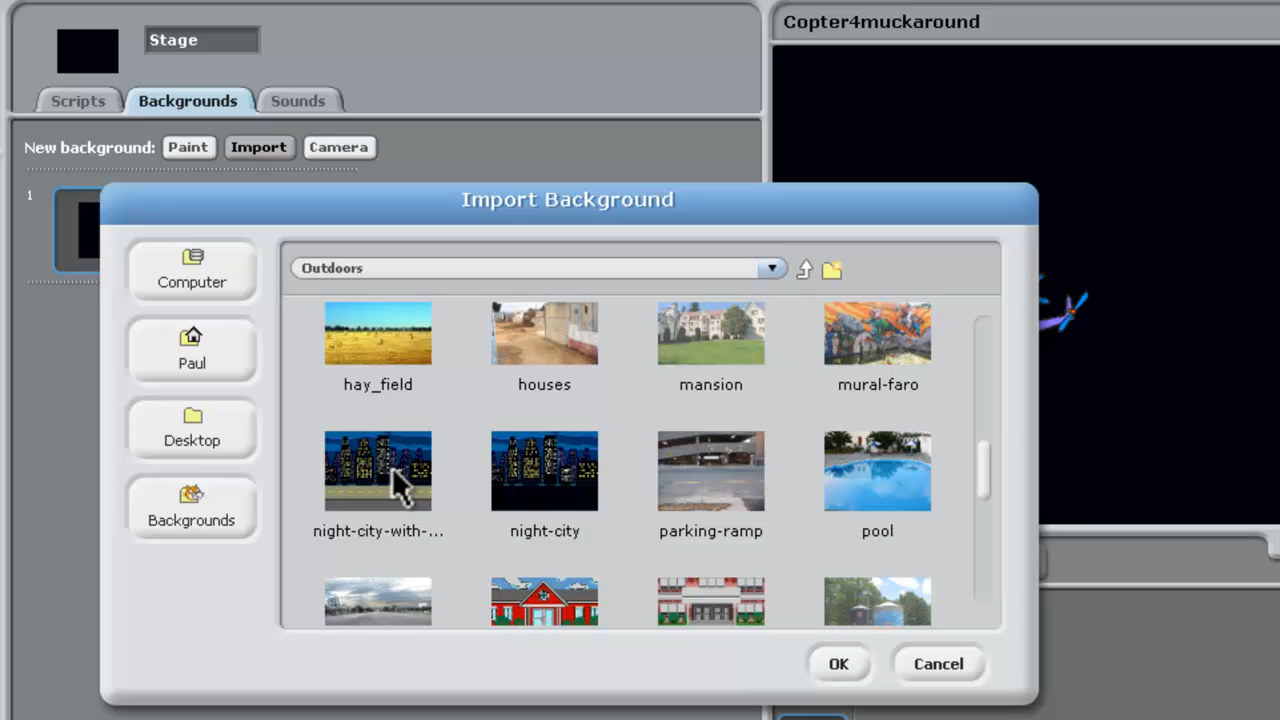 Stage
Copter4muckaround
Scripts
Backgrounds
Sounds
New background:
Paint
Import
Camera
1
Import Background
Computer
Paul
Desktop
Backgrounds
Outdoors
hay_field
houses
mansion
mural-faro
night-city-with-...
night-city
parking-ramp
pool
OK
Cancel